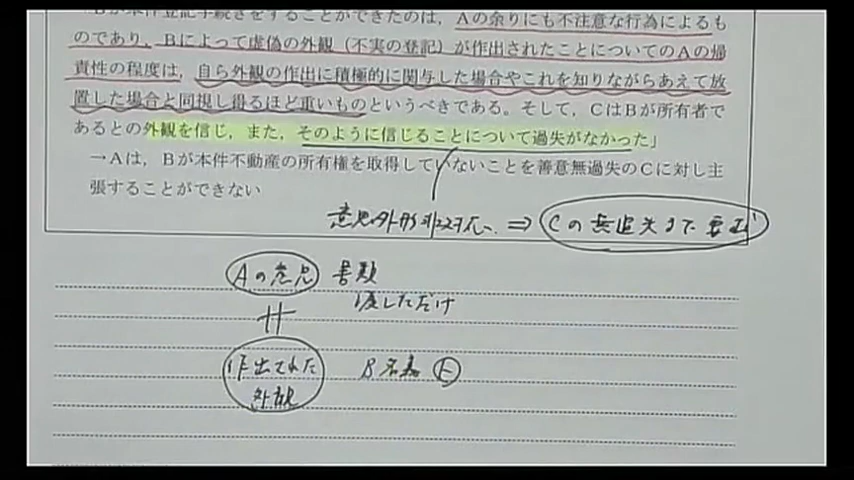 Bが本件登記手続きをすることができたのは，Aの余りにも不注意な行為によるも
のであり，Bによって虚偽の外観（不実の登記）が作出されたことについてのAの帰
責性の程度は，自ら外観の作出に積極的に関与した場合やこれを知りながらあえて放
置した場合と同視し得るほど重いものというべきである。そして，CはBが所有者で
あるとの外観を信じ，また，そのように信じることについて過失がなかった」
→Aは，Bが本件不動産の所有権を取得していないことを善意無過失のCに対し主
張することができない
意思外形非対応 ⇒ Cの無過失まで要求
Aの意思 書類
渡しただけ
作出された B名義 登
外観